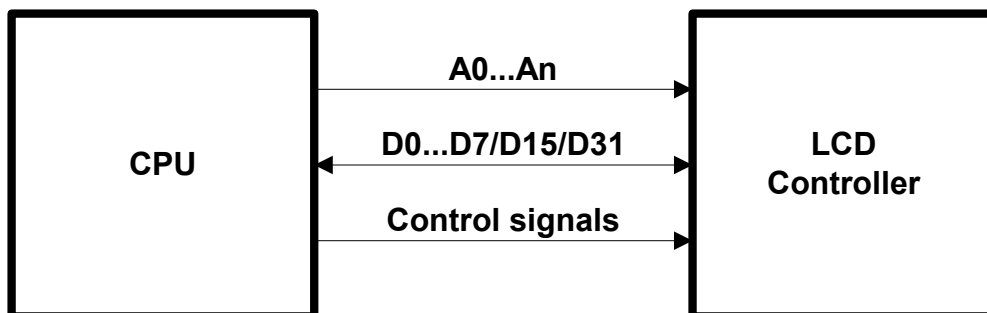 CPU
A0...An
D0...D7/D15/D31
Control signals
LCD
Controller